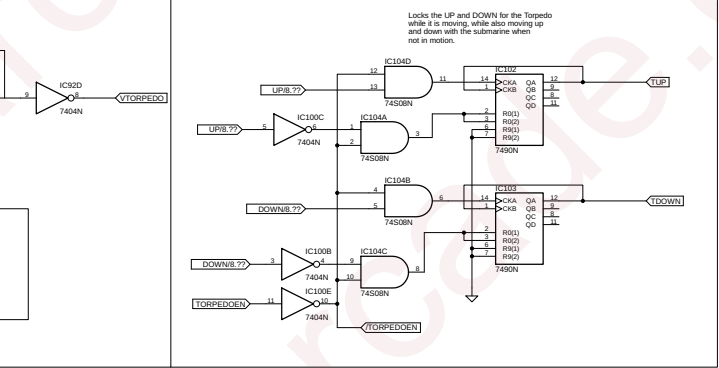 Locks the UP and DOWN for the Torpedo
while it is moving, while also moving up
and down with the submarine when
not in motion.
IC92D
9
8
VTORPEDO
7404N
IC104D
12
13
11
UP/8.??
74S08N
IC102
14
1
2
3
6
7
CKA
CKB
R0(1)
R0(2)
R9(1)
R9(2)
QA
QB
QC
QD
12
9
8
11
7490N
TUP
IC100C
UP/8.??
5
6
7404N
IC104A
1
2
3
74S08N
IC104B
4
5
6
DOWN/8.??
74S08N
IC103
14
1
2
3
6
7
CKA
CKB
R0(1)
R0(2)
R9(1)
R9(2)
QA
QB
QC
QD
12
9
8
11
7490N
TDOWN
IC100B
DOWN/8.??
3
4
7404N
IC104C
9
10
8
74S08N
IC100E
TORPEDOEN
11
10
7404N
/TORPEDOEN
rcade.